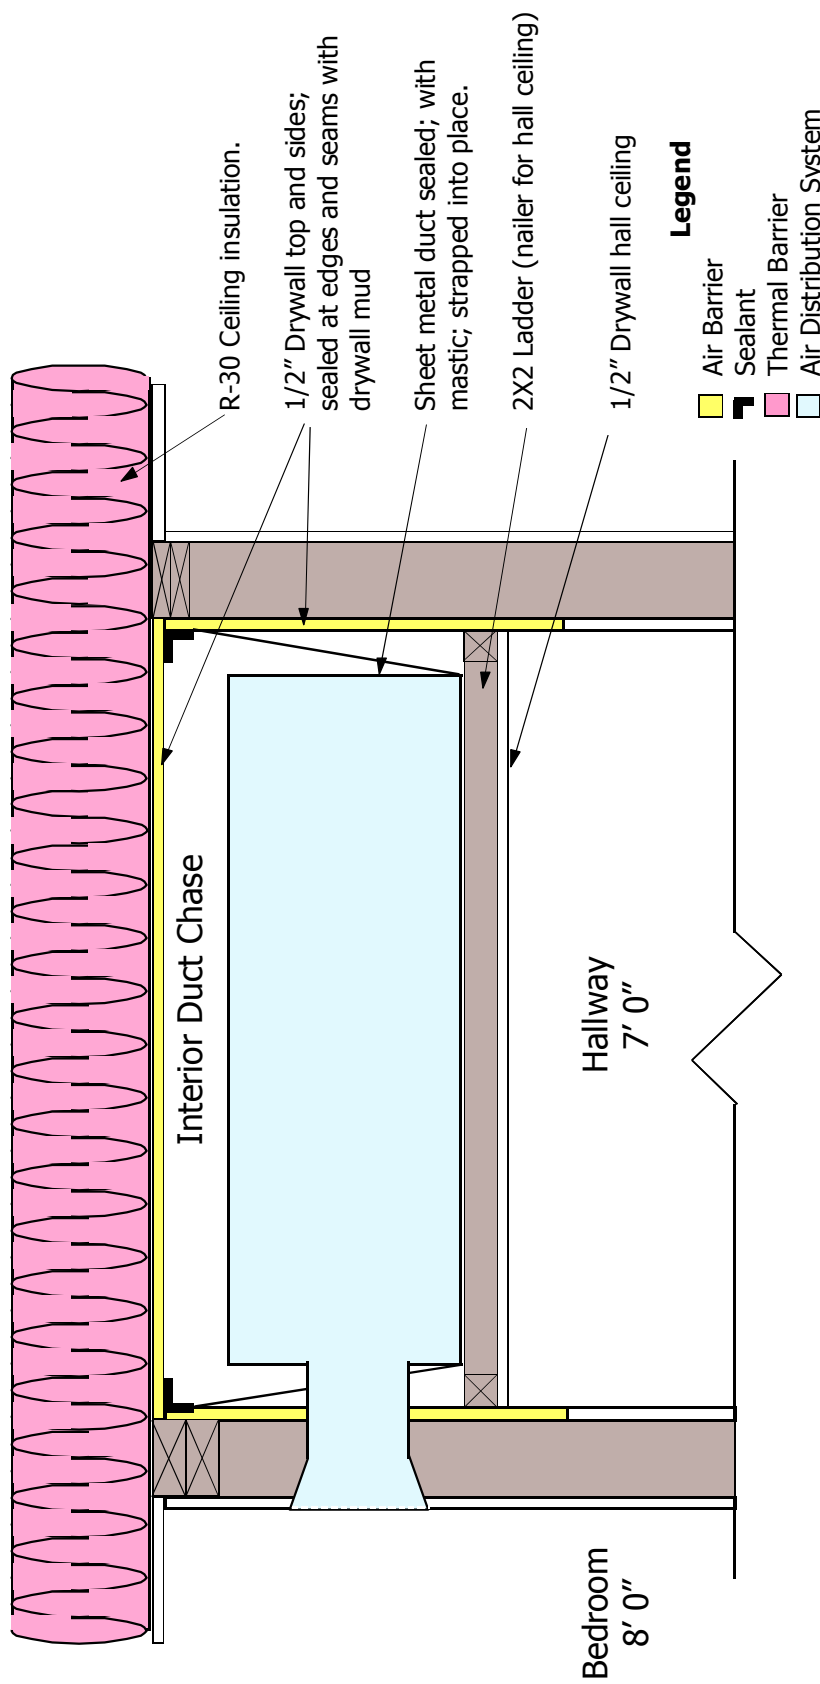 R-30 Ceiling insulation.
1/2” Drywall top and sides;
sealed at edges and seams with
drywall mud
Sheet metal duct sealed; with
mastic; strapped into place.
2X2 Ladder (nailer for hall ceiling)
1/2” Drywall hall ceiling
Interior Duct Chase
Hallway
7’ 0”
Bedroom
8’ 0”
Legend
Air Barrier
Sealant
Thermal Barrier
Air Distribution System